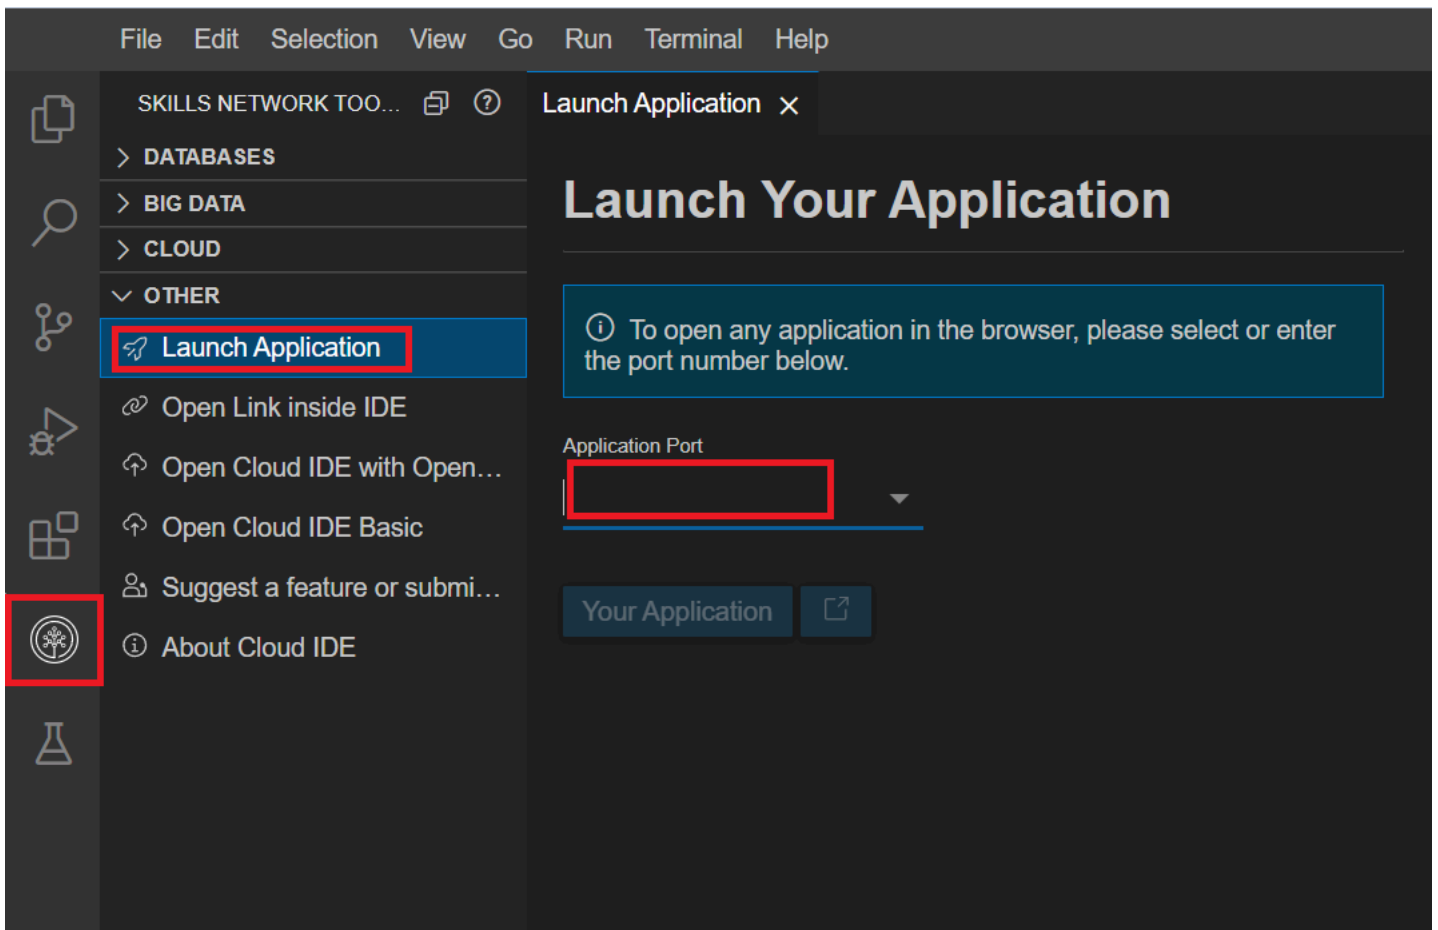 File Edit Selection View Go Run Terminal Help
SKILLS NETWORK TOO...
Launch Application
DATABASES
BIG DATA
CLOUD
OTHER
Launch Application
Open Link inside IDE
Open Cloud IDE with Open...
Open Cloud IDE Basic
Suggest a feature or submi...
About Cloud IDE
Launch Your Application
To open any application in the browser, please select or enter
the port number below.
Application Port
Your Application